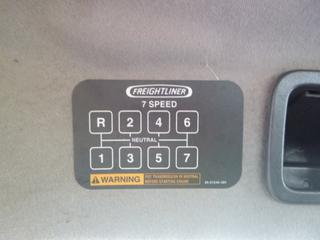 FREIGHTLINER
7 SPEED
R 2 4 6
NEUTRAL
1 3 5 7
WARNING
PUT TRANSMISSION IN NEUTRAL
BEFORE STARTING ENGINE